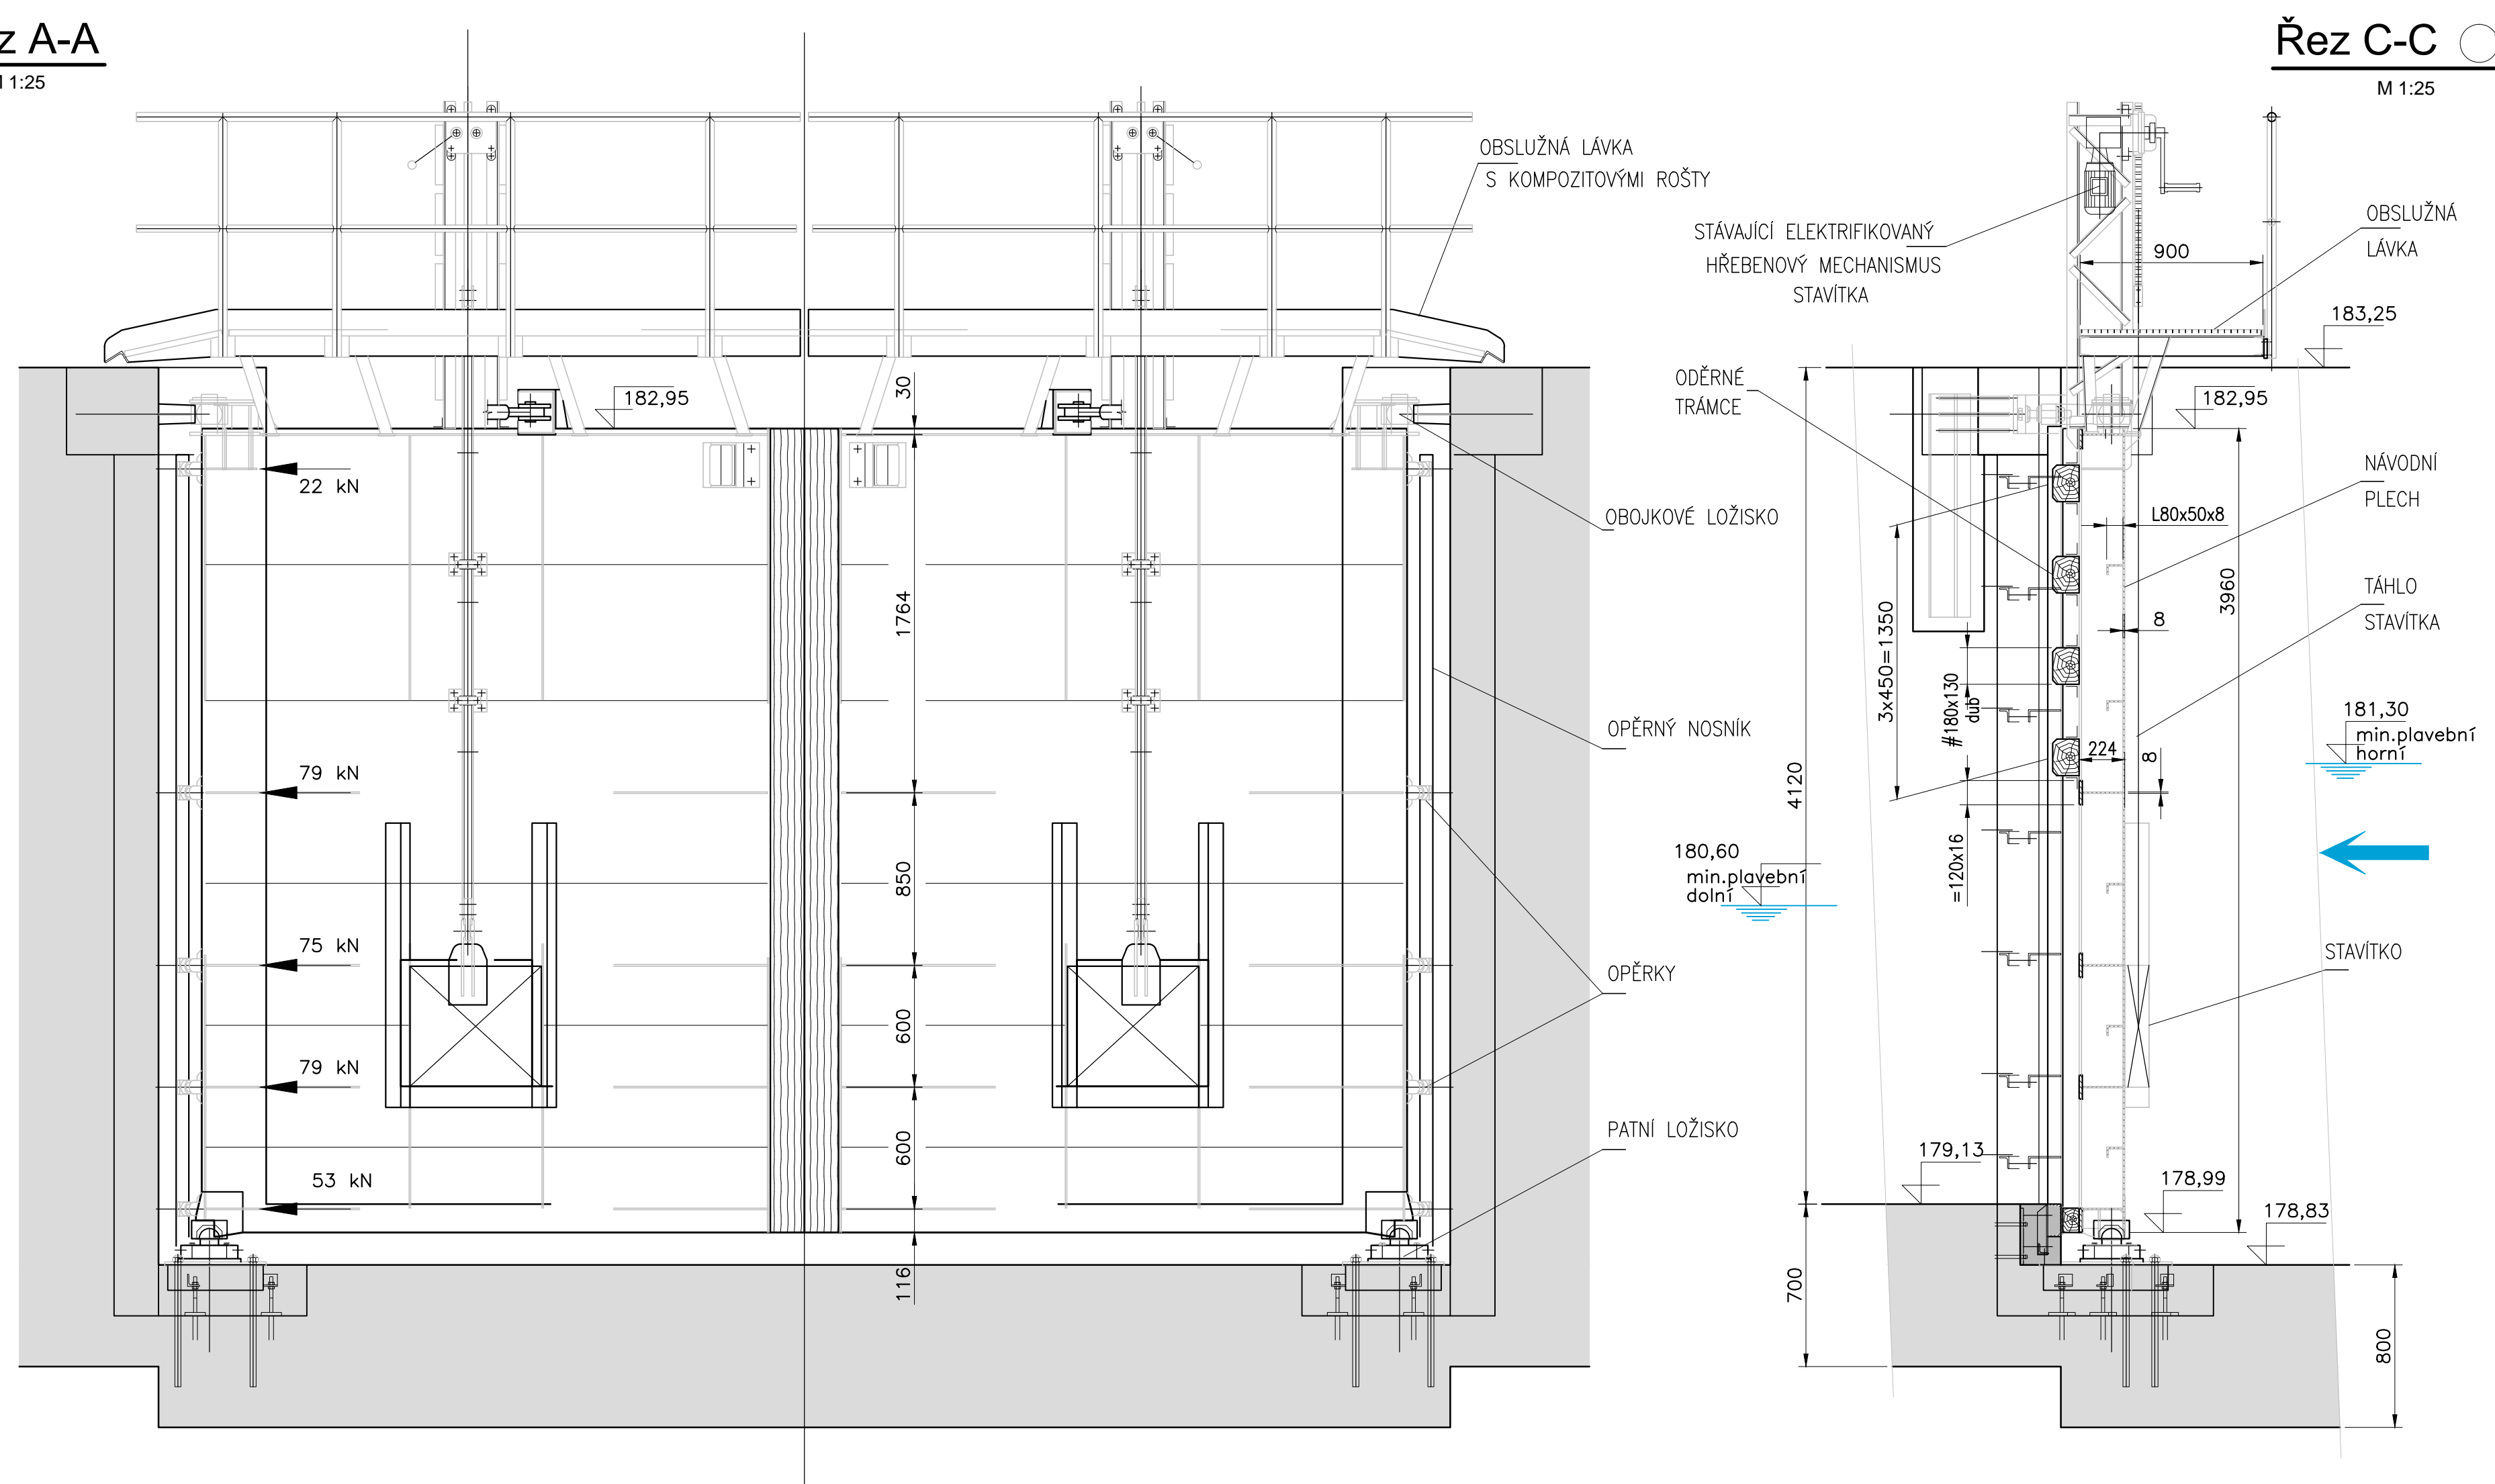 z A-A
M 1:25
Řez C-C
M 1:25
OBSLUŽNÁ LÁVKA
S KOMPOZITOVÝMI ROŠTY
STÁVAJÍCÍ ELEKTRIFIKOVANÝ
HŘEBENOVÝ MECHANISMUS
STAVÍTKA
OBSLUŽNÁ
LÁVKA
900
183,25
182,95
30
22 kN
1764
79 kN
850
75 kN
600
79 kN
600
53 kN
116
ODĚRNÉ
TRÁMCE
OBOJKOVÉ LOŽISKO
OPĚRNÝ NOSNÍK
OPĚRKY
PATNÍ LOŽISKO
182,95
NÁVODNÍ
PLECH
L80x50x8
3960
TÁHLO
STAVÍTKA
8
3x450=1350
#180x130
dub
181,30
min.plavební
horní
224
8
4120
=120x16
180,60
min.plavební
dolní
STAVÍTKO
179,13
178,99
178,83
700
800